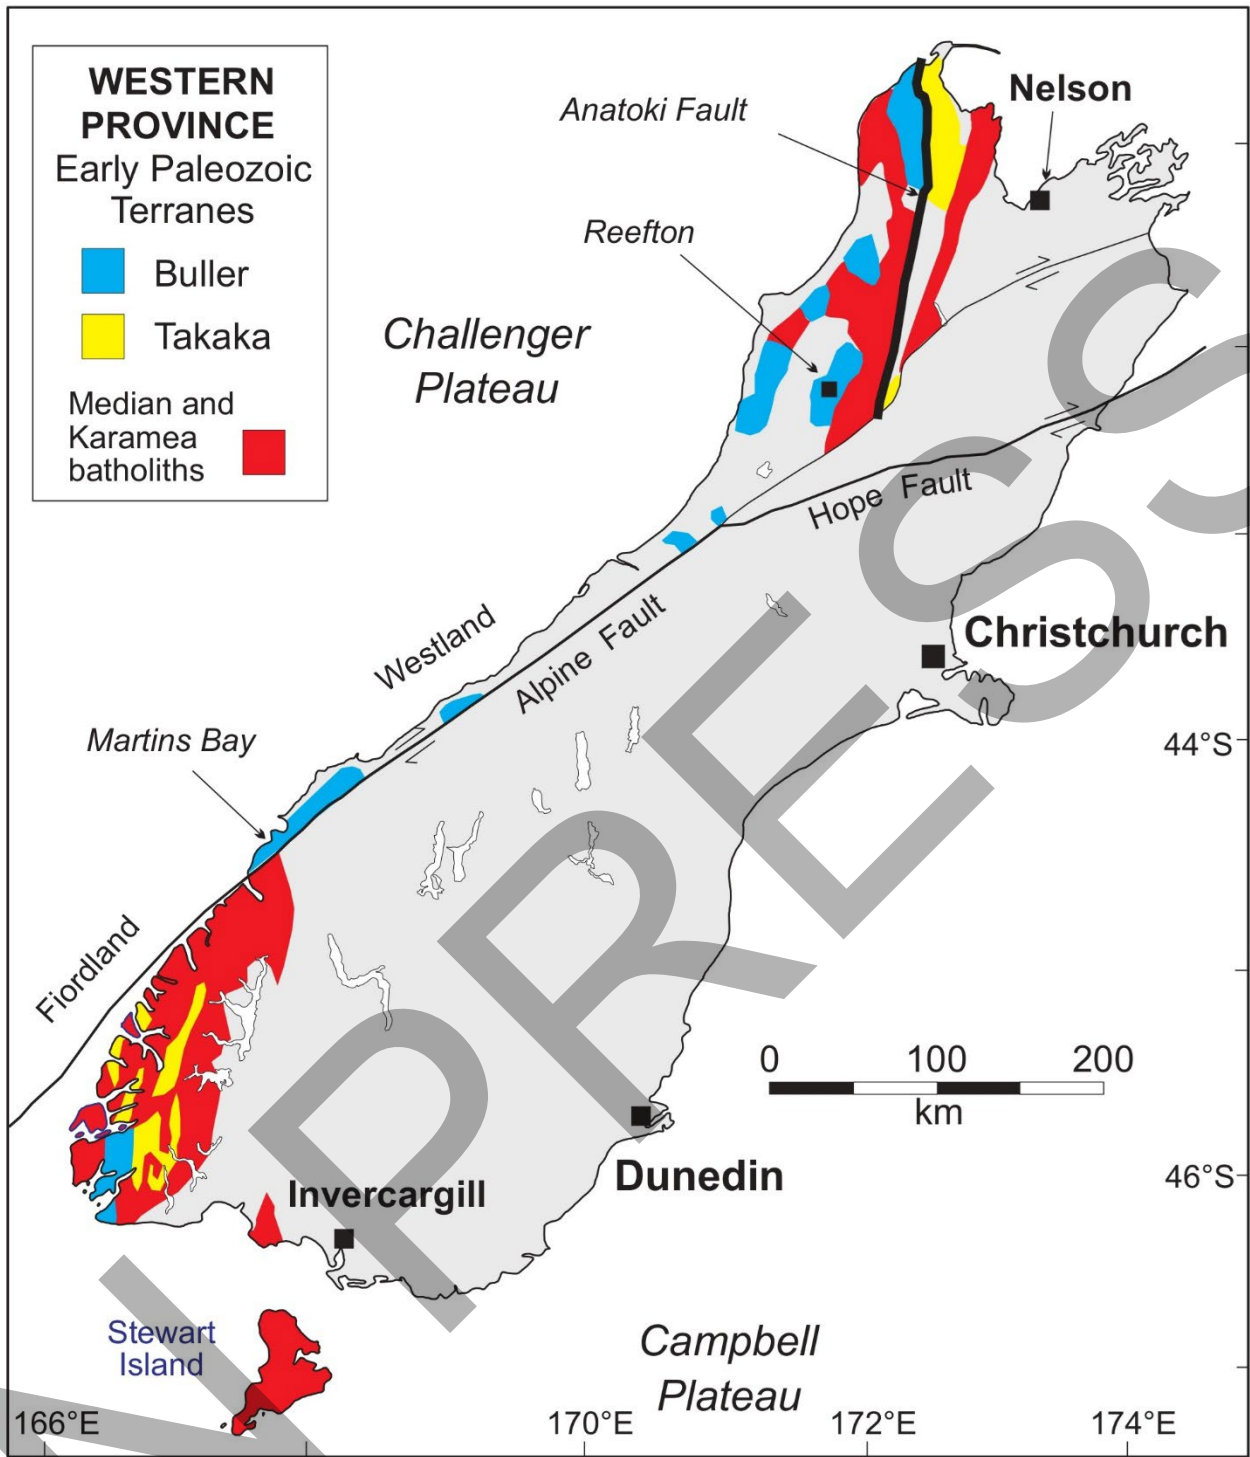 WESTERN
PROVINCE
Early Paleozoic
Terranes
Buller
Takaka
Median and
Karamea
batholiths
Anatoki Fault
Nelson
Reefton
Challenger
Plateau
Hope Fault
Christchurch
Westland
Alpine Fault
Martins Bay
44°S
Fiordland
0 100 200
km
Dunedin
46°S
Invercargill
Stewart
Island
Campbell
Plateau
166°E 170°E 172°E 174°E
N PRESS